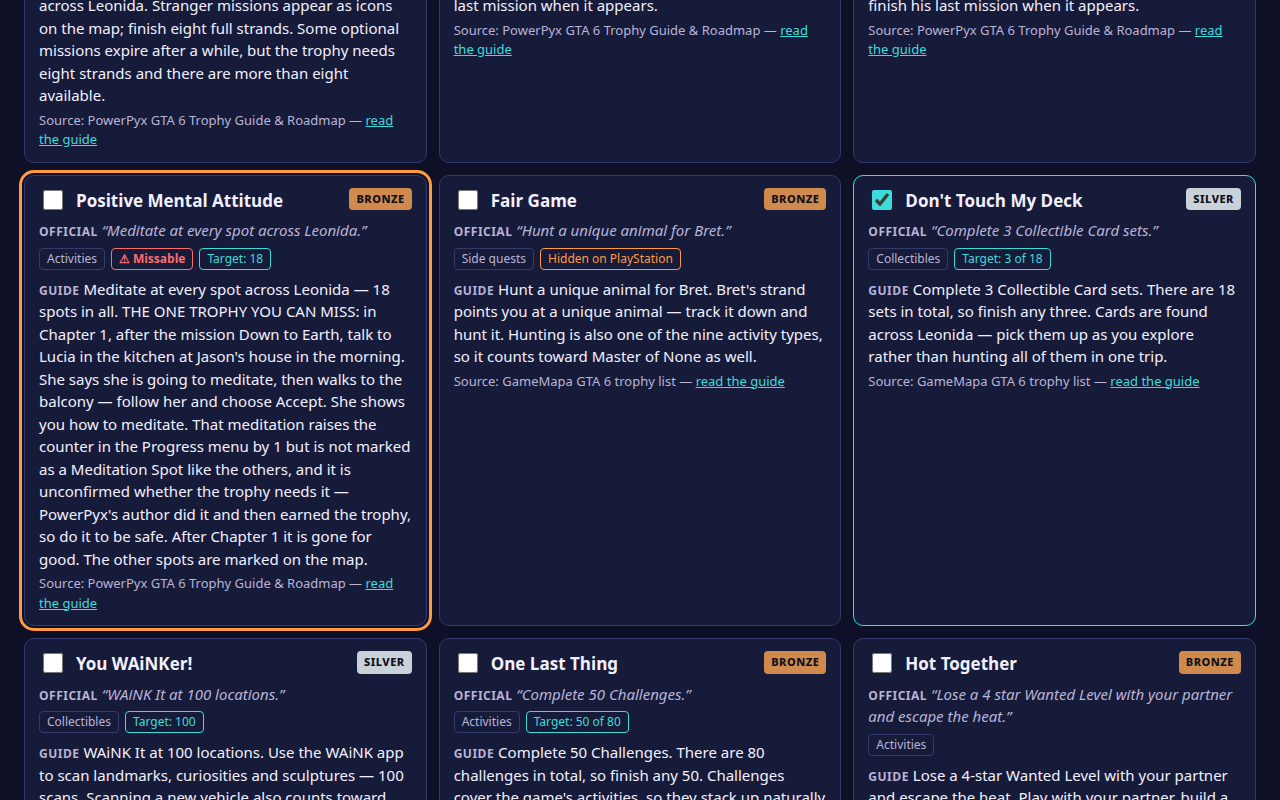 across Leonida. Stranger missions appear as icons
on the map; finish eight full strands. Some optional
missions expire after a while, but the trophy needs
eight strands and there are more than eight
available.
Source: PowerPyx GTA 6 Trophy Guide & Roadmap — read
the guide
last mission when it appears.
Source: PowerPyx GTA 6 Trophy Guide & Roadmap — read
the guide
finish his last mission when it appears.
Source: PowerPyx GTA 6 Trophy Guide & Roadmap — read
the guide
Positive Mental Attitude BRONZE
OFFICIAL “Meditate at every spot across Leonida.”
Activities ⚠ Missable Target: 18
GUIDE Meditate at every spot across Leonida — 18
spots in all. THE ONE TROPHY YOU CAN MISS: in
Chapter 1, after the mission Down to Earth, talk to
Lucia in the kitchen at Jason's house in the morning.
She says she is going to meditate, then walks to the
balcony — follow her and choose Accept. She shows
you how to meditate. That meditation raises the
counter in the Progress menu by 1 but is not marked
as a Meditation Spot like the others, and it is
unconfirmed whether the trophy needs it —
PowerPyx's author did it and then earned the trophy,
so do it to be safe. After Chapter 1 it is gone for
good. The other spots are marked on the map.
Source: PowerPyx GTA 6 Trophy Guide & Roadmap — read
the guide
Fair Game BRONZE
OFFICIAL “Hunt a unique animal for Bret.”
Side quests Hidden on PlayStation
GUIDE Hunt a unique animal for Bret. Bret's strand
points you at a unique animal — track it down and
hunt it. Hunting is also one of the nine activity types,
so it counts toward Master of None as well.
Source: GameMapa GTA 6 trophy list — read the guide
Don't Touch My Deck SILVER
OFFICIAL “Complete 3 Collectible Card sets.”
Collectibles Target: 3 of 18
GUIDE Complete 3 Collectible Card sets. There are 18
sets in total, so finish any three. Cards are found
across Leonida — pick them up as you explore
rather than hunting all of them in one trip.
Source: GameMapa GTA 6 trophy list — read the guide
You WAiNKer! SILVER
OFFICIAL “WAiNK It at 100 locations.”
Collectibles Target: 100
GUIDE WAiNK It at 100 locations. Use the WAiNK app
to scan landmarks, curiosities and sculptures — 100
scans. Scanning a new vehicle also counts toward
One Last Thing BRONZE
OFFICIAL “Complete 50 Challenges.”
Activities Target: 50 of 80
GUIDE Complete 50 Challenges. There are 80
challenges in total, so finish any 50. Challenges
cover the game's activities, so they stack up naturally
Hot Together BRONZE
OFFICIAL “Lose a 4 star Wanted Level with your partner
and escape the heat.”
Activities
GUIDE Lose a 4-star Wanted Level with your partner
and escape the heat. Play with your partner, build a